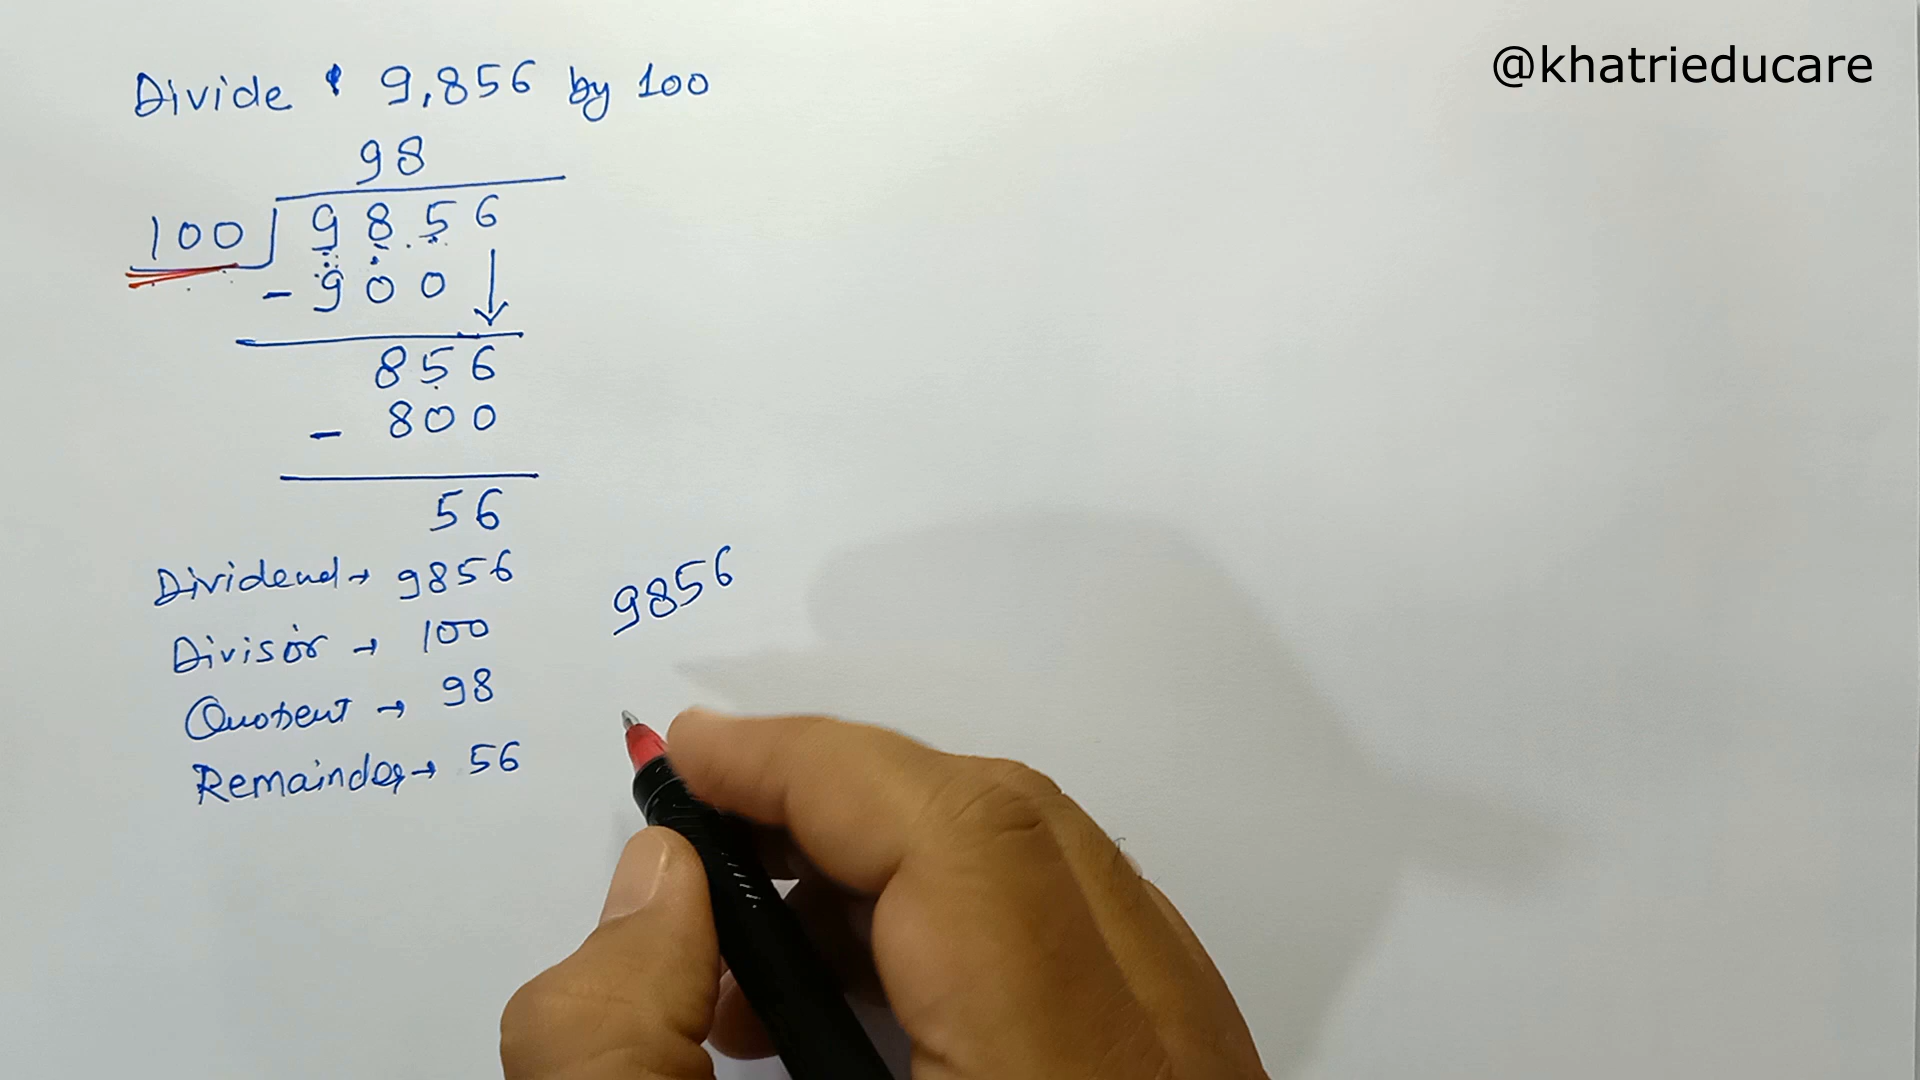 @khatrieducare
Divide 9,856 by 100
98
100 9856
- 900
856
- 800
56
Dividend → 9856
Divisor → 100
Quotent → 98
Remainder → 56
9856